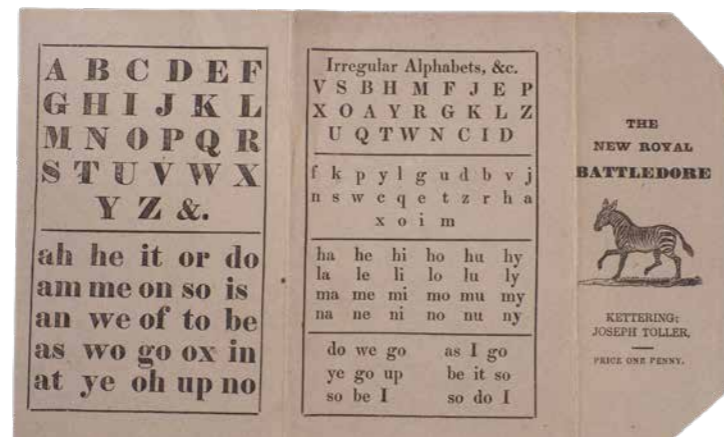 A B C D E F
G H I J K L
M N O P Q R
S T U V W X
Y Z &.
ah he it or do
am me on so is
an we of to be
as wo go ox in
at ye oh up no
Irregular Alphabets, &c.
V S B H M F J E P
X O A Y R G K L Z
U Q T W N C I D
f k p y l g u d b v j
n s w c q e t z r h a
x o i m
ha he hi ho hu hy
la le li lo lu ly
ma me mi mo mu my
na ne ni no nu ny
do we go as I go
ye go up be it so
so be I so do I
THE
NEW ROYAL
BATTLEDORE
KETTERING:
JOSEPH TOLLER,
PRICE ONE PENNY.